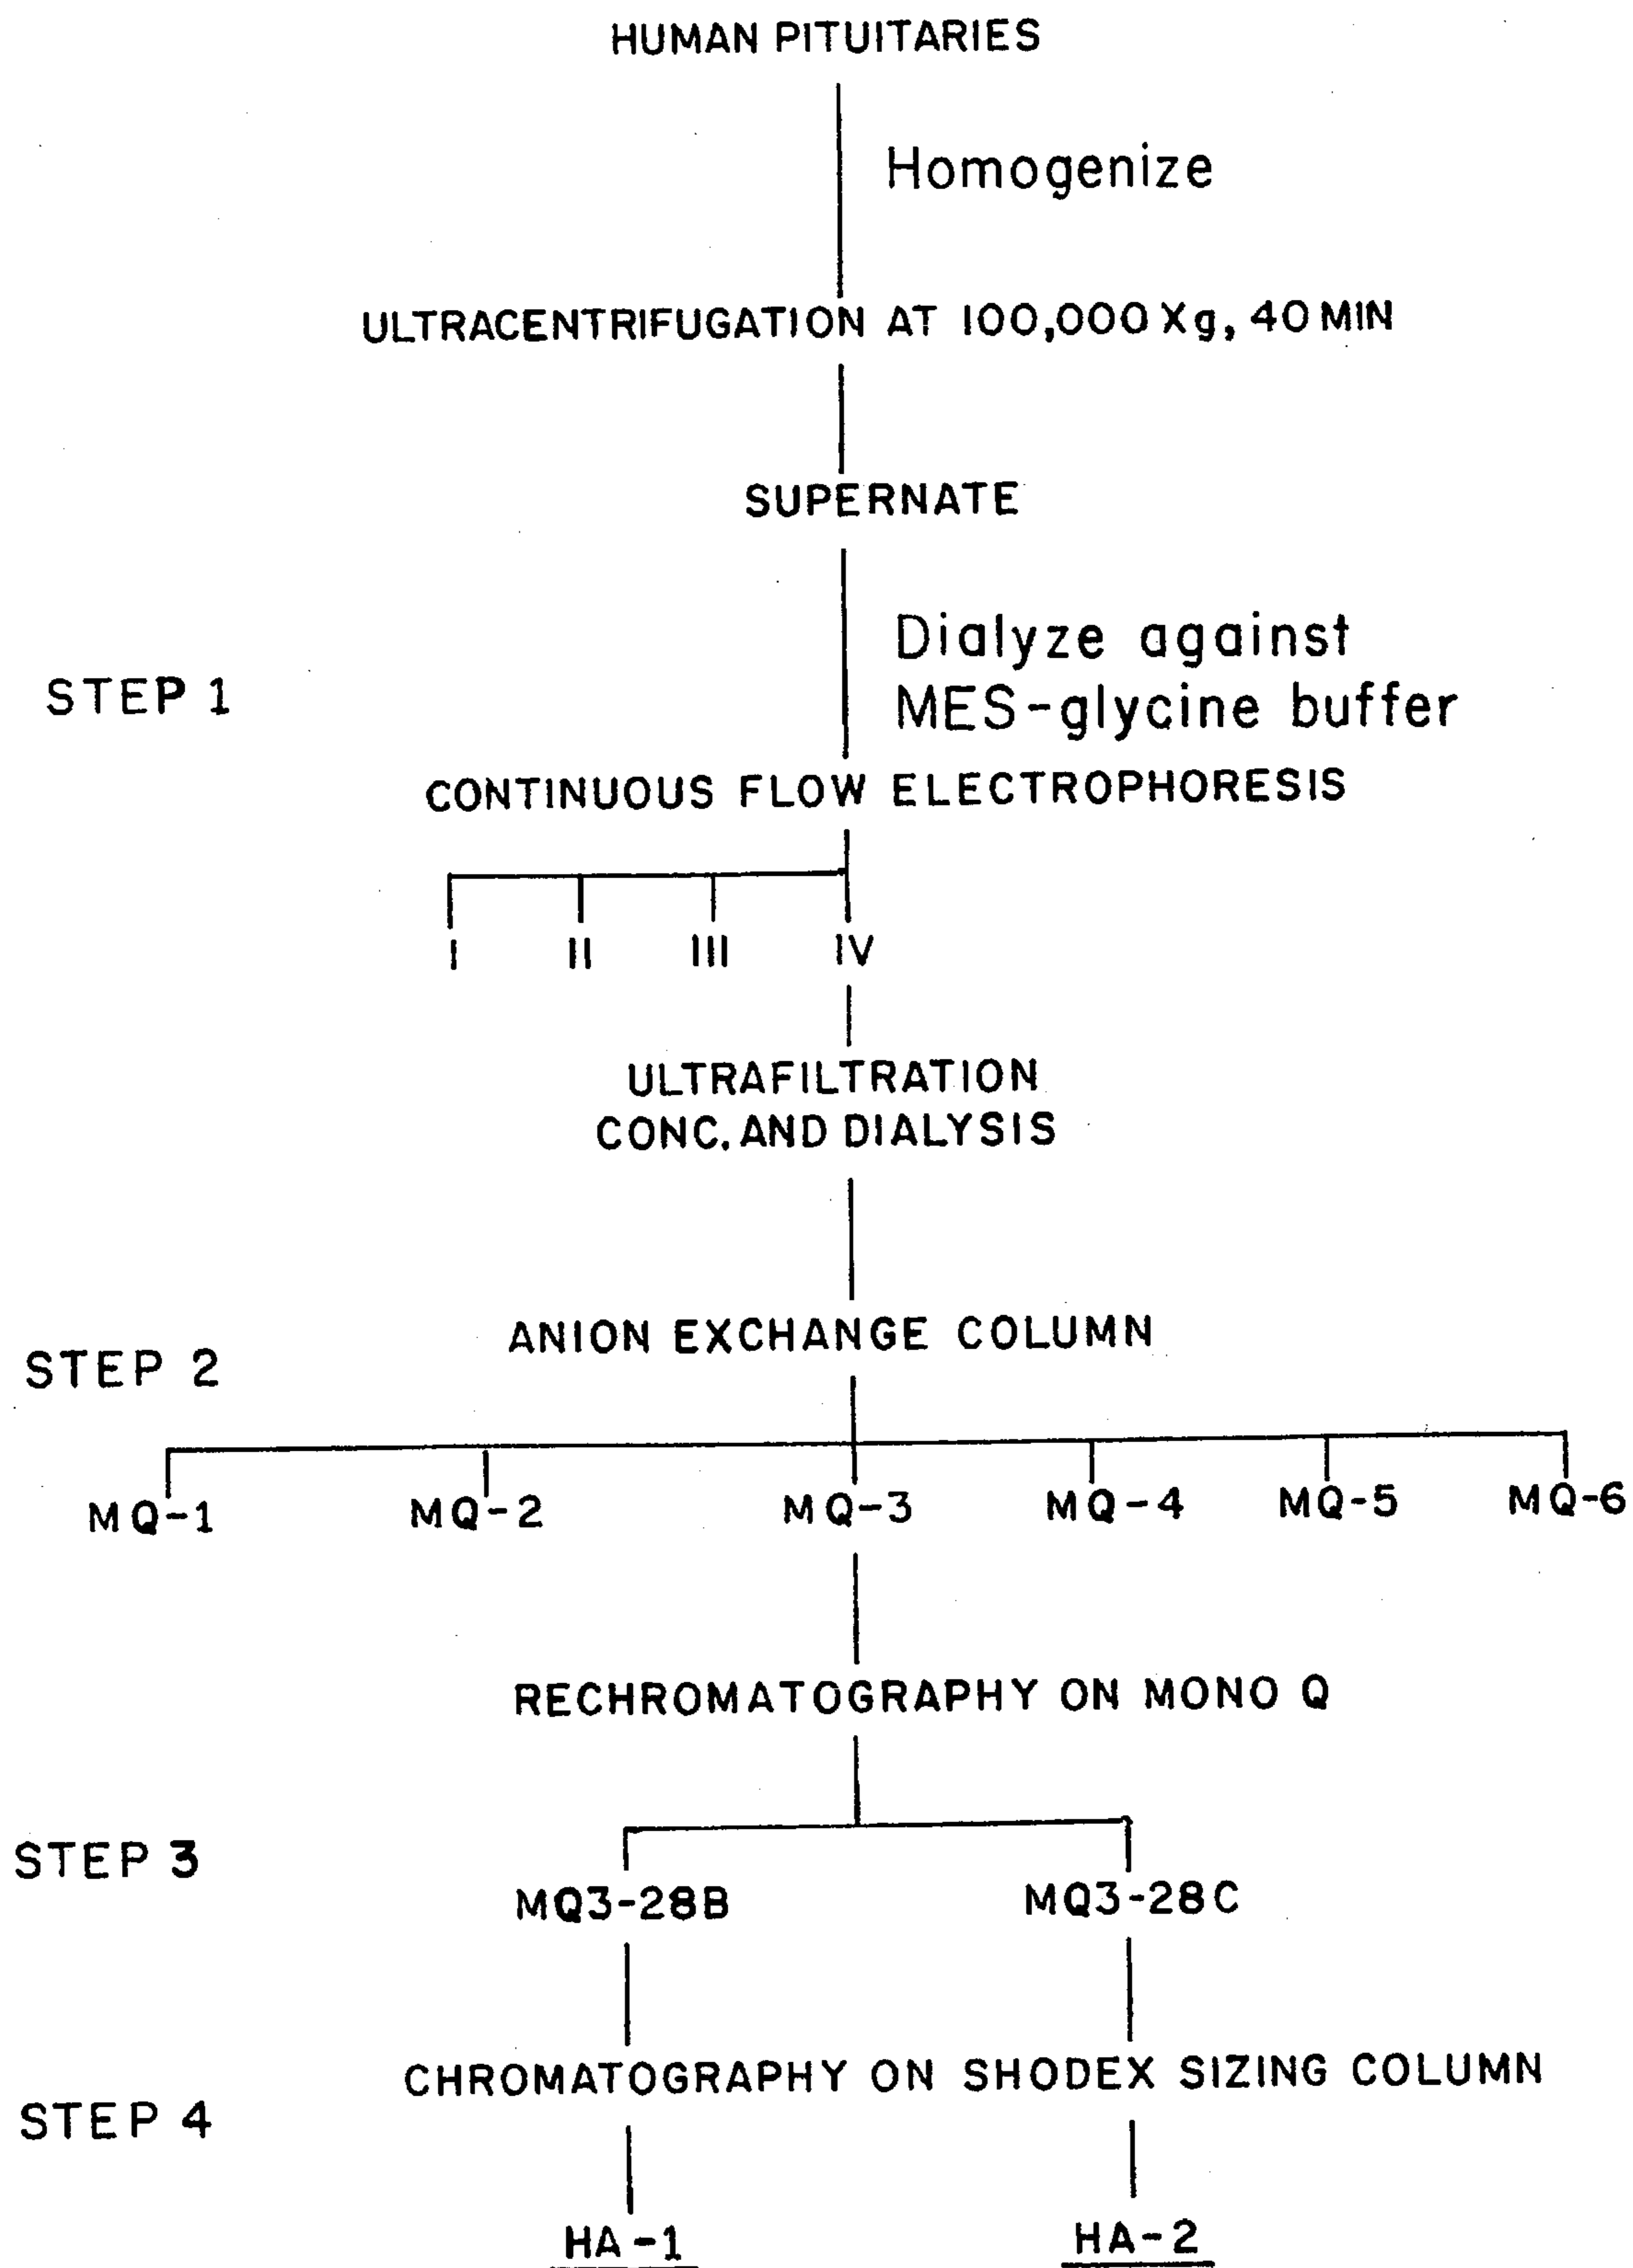 HUMAN PITUITARIES
Homogenize
ULTRACENTRIFUGATION AT 100,000 Xg, 40 MIN
SUPERNATE
Dialyze against
MES-glycine buffer
STEP 1
CONTINUOUS FLOW ELECTROPHORESIS
I II III IV
ULTRAFILTRATION
CONC. AND DIALYSIS
ANION EXCHANGE COLUMN
STEP 2
MQ-1 MQ-2 MQ-3 MQ-4 MQ-5 MQ-6
RECHROMATOGRAPHY ON MONO Q
STEP 3
MQ3-28B MQ3-28C
CHROMATOGRAPHY ON SHODEX SIZING COLUMN
STEP 4
HA-1 HA-2